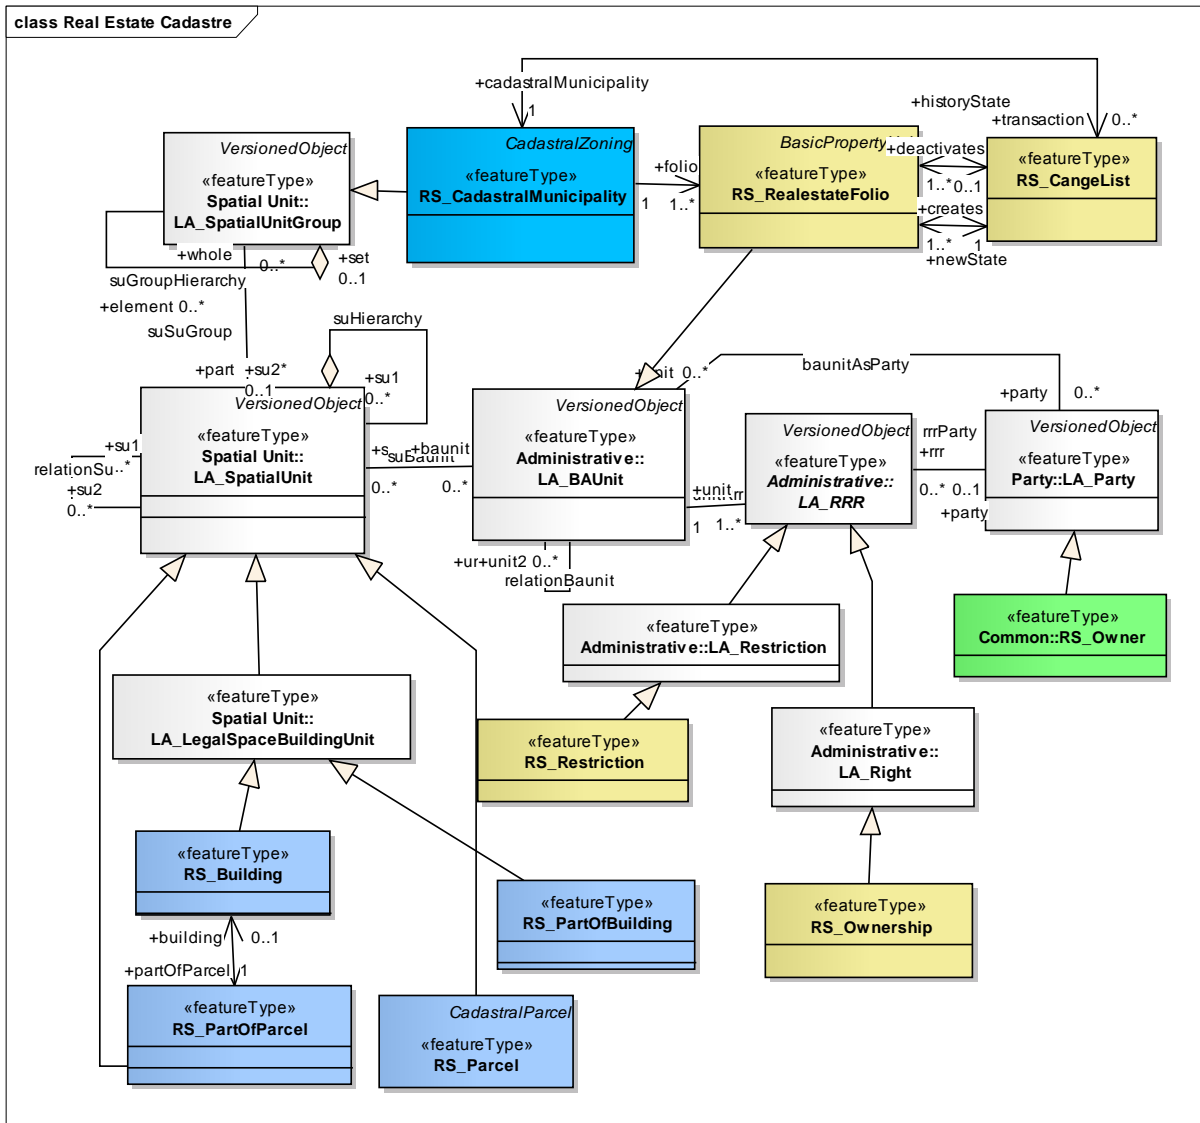 class Real Estate Cadastre
+cadastralMunicipality
1
+historyState
+transaction
0..*
VersionedObject
«featureType»
Spatial Unit::
LA_SpatialUnitGroup
CadastralZoning
«featureType»
RS_CadastralMunicipality
+folio
1
1..*
BasicProperty
«featureType»
RS_RealestateFolio
+deactivates
1..*
0..1
+creates
1..*
1
+newState
«featureType»
RS_CangeList
+whole
0..*
+set
0..1
suGroupHierarchy
+element 0..*
suSuGroup
suHierarchy
+part
+su2*
0..1
+su1
0..*
baunitAsParty
0..*
+party
0..*
VersionedObject
«featureType»
Spatial Unit::
LA_SpatialUnit
+su1
relationSu..*
+su2
0..*
+baunit
0..*
0..*
VersionedObject
«featureType»
Administrative::
LA_BAUnit
+unit
1
1..*
+ur+unit2 0..*
relationBaunit
VersionedObject
«featureType»
Administrative::
LA_RRR
rrrParty
+rrr
0..*
0..1
+party
VersionedObject
«featureType»
Party::LA_Party
«featureType»
Administrative::LA_Restriction
«featureType»
Common::RS_Owner
«featureType»
Spatial Unit::
LA_LegalSpaceBuildingUnit
«featureType»
RS_Restriction
«featureType»
Administrative::
LA_Right
«featureType»
RS_Building
«featureType»
RS_PartOfBuilding
«featureType»
RS_Ownership
+building
0..1
+partOfParcel
1
«featureType»
RS_PartOfParcel
CadastralParcel
«featureType»
RS_Parcel